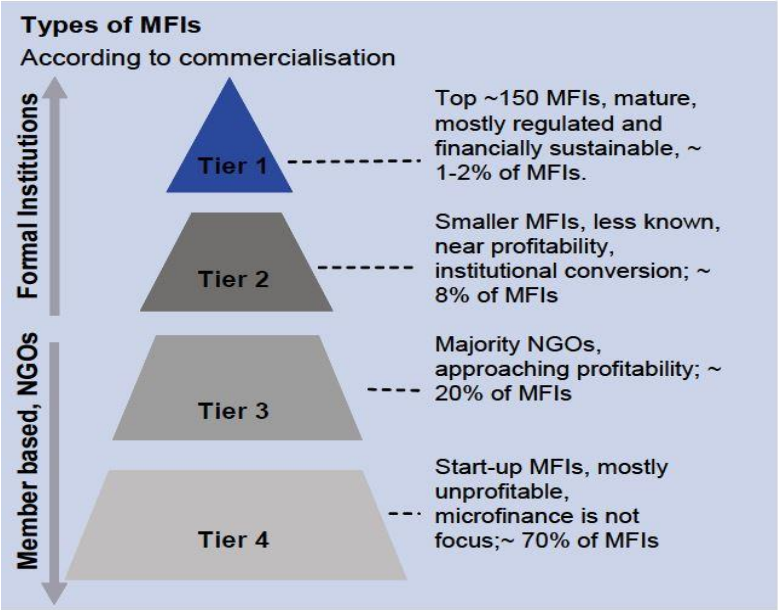 Types of MFIs
According to commercialisation
Formal Institutions
Tier 1
Top ~150 MFIs, mature,
mostly regulated and
financially sustainable, ~
1-2% of MFIs.
Tier 2
Smaller MFIs, less known,
near profitability,
institutional conversion; ~
8% of MFIs
Member based, NGOs
Tier 3
Majority NGOs,
approaching profitability; ~
20% of MFIs
Tier 4
Start-up MFIs, mostly
unprofitable,
microfinance is not
focus;~ 70% of MFIs